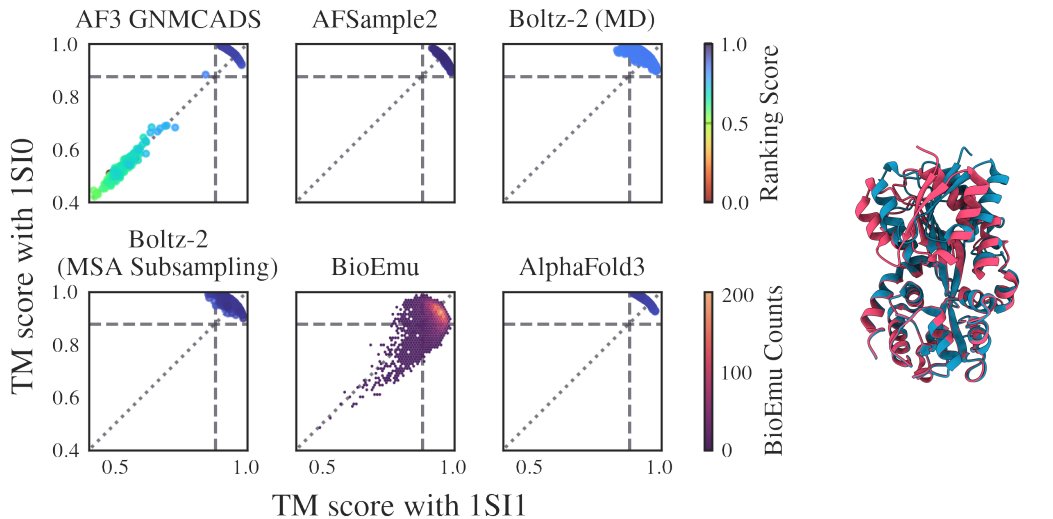 AF3 GNMCADS
AFSample2
Boltz-2 (MD)
1.0
0.8
0.6
0.4
1.0
0.5
0.0
Ranking Score
TM score with 1SI0
Boltz-2
(MSA Subsampling)
BioEmu
AlphaFold3
1.0
0.8
0.6
0.4
0.5
1.0
0.5
1.0
0.5
1.0
200
100
0
BioEmu Counts
TM score with 1SI1